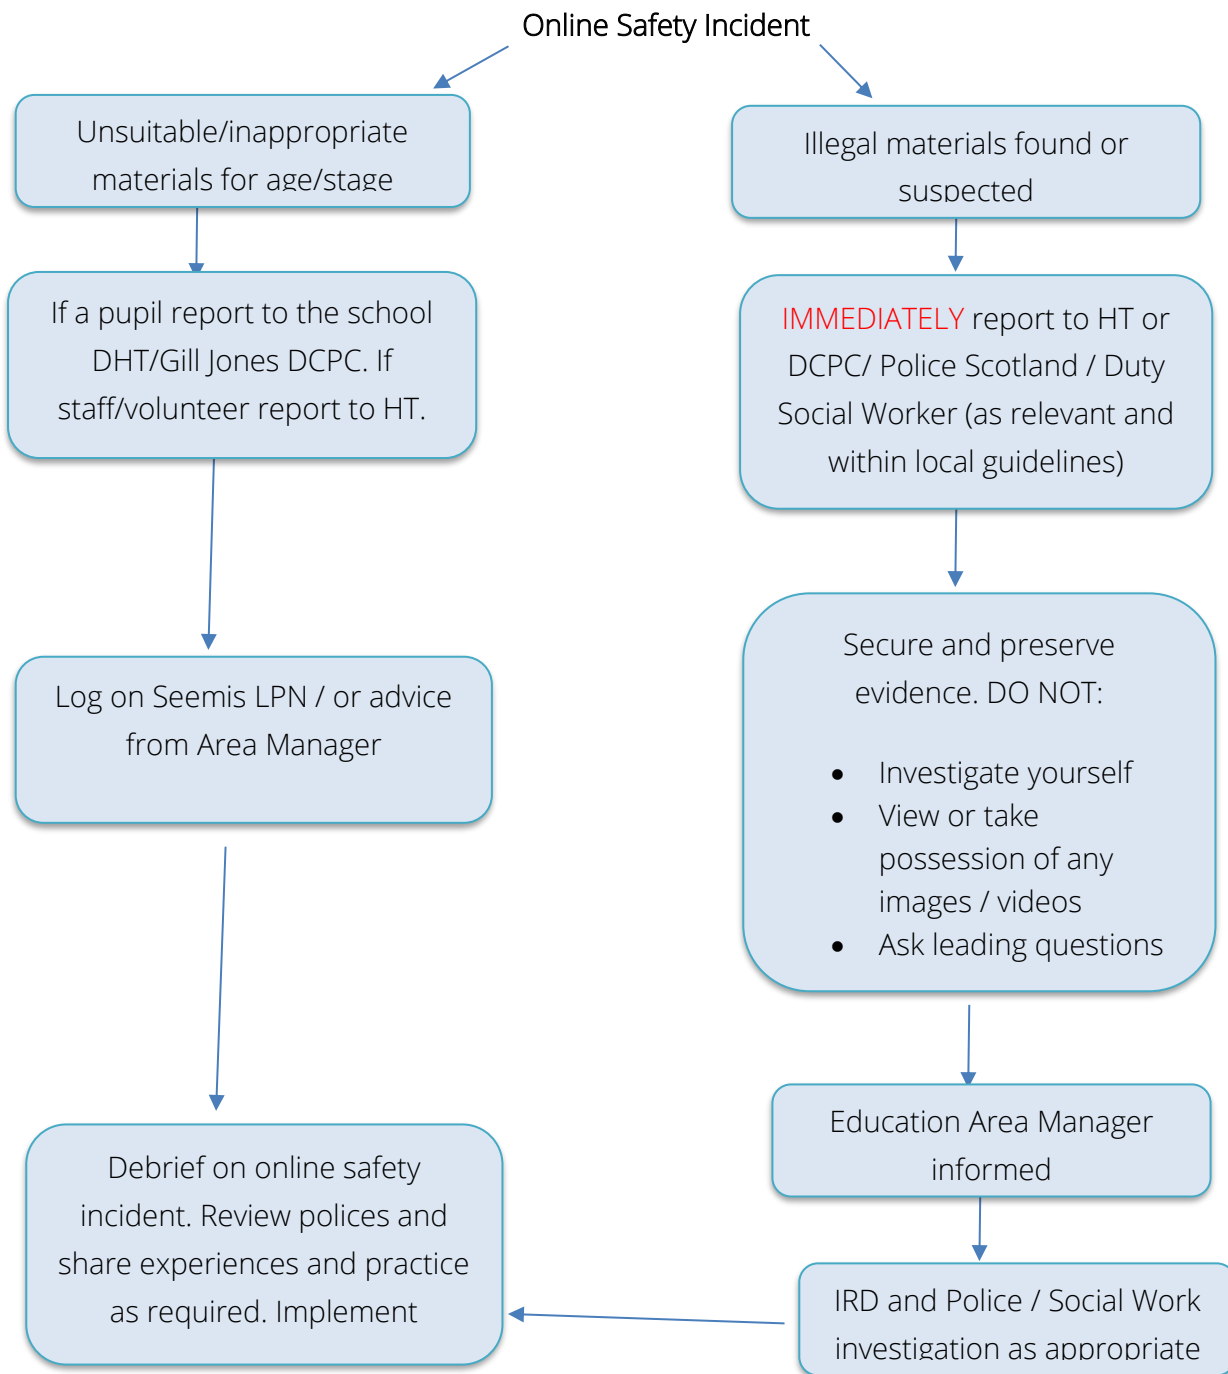 Online Safety Incident
Unsuitable/inappropriate
materials for age/stage
If a pupil report to the school
DHT/Gill Jones DCPC. If
staff/volunteer report to HT.
Log on Seemis LPN / or advice
from Area Manager
Illegal materials found or
suspected
IMMEDIATELY report to HT or
DCPC/ Police Scotland / Duty
Social Worker (as relevant and
within local guidelines)
Secure and preserve
evidence. DO NOT:
• Investigate yourself
• View or take
possession of any
images / videos
• Ask leading questions
Education Area Manager
informed
IRD and Police / Social Work
investigation as appropriate
Debrief on online safety
incident. Review polices and
share experiences and practice
as required. Implement